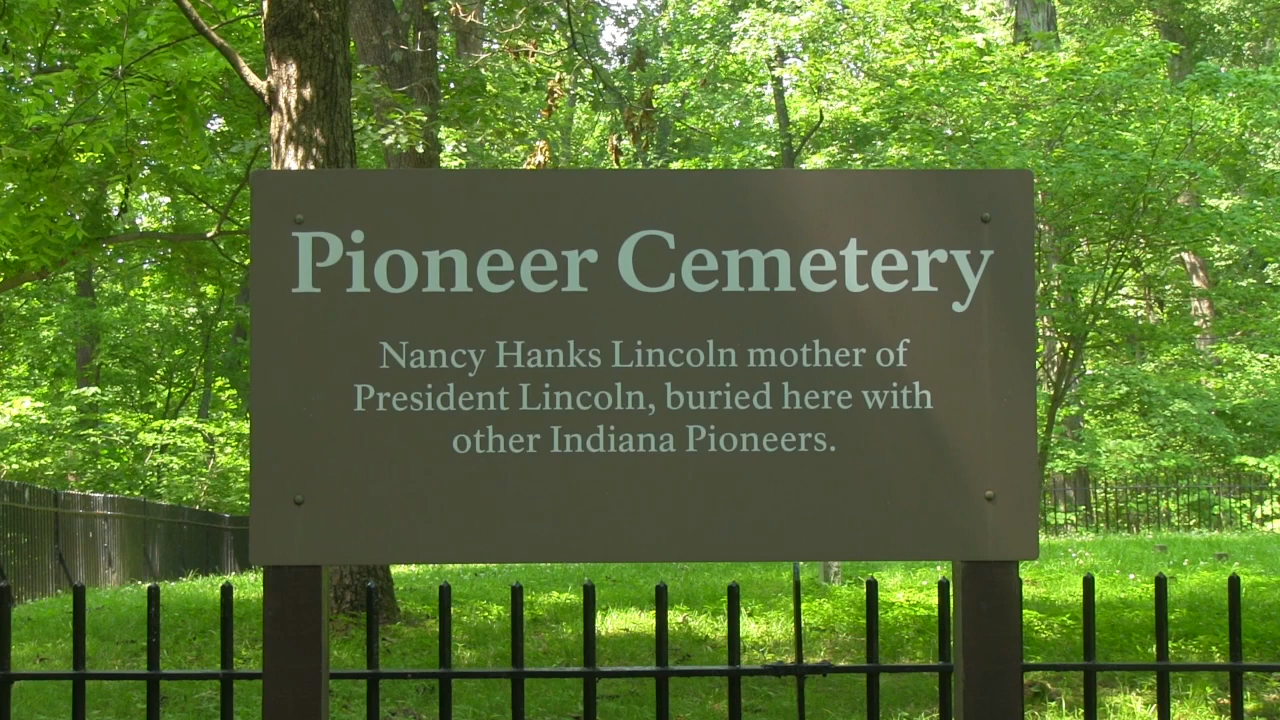 Pioneer Cemetery
Nancy Hanks Lincoln mother of
President Lincoln, buried here with
other Indiana Pioneers.